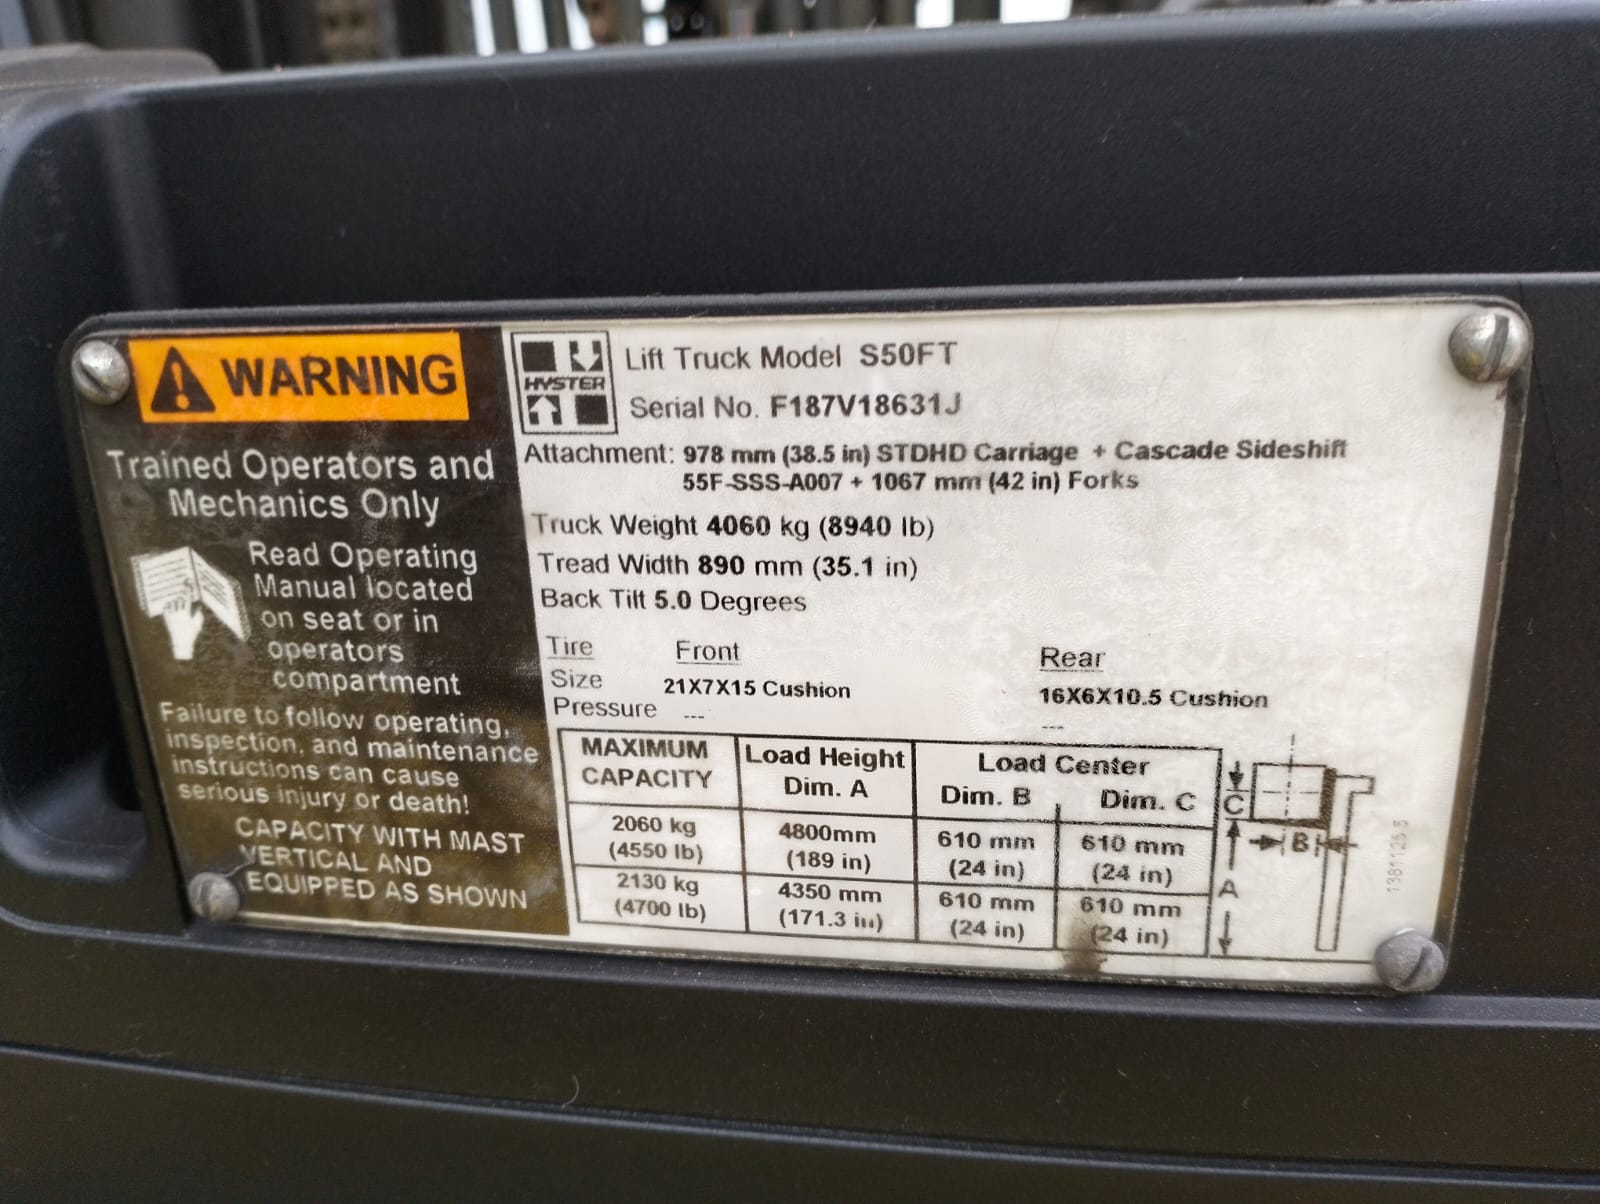 WARNING
Trained Operators and
Mechanics Only
Read Operating
Manual located
on seat or in
operators
compartment
Failure to follow operating,
inspection, and maintenance
instructions can cause
serious injury or death!
CAPACITY WITH MAST
VERTICAL AND
EQUIPPED AS SHOWN
HYSTER
Lift Truck Model S50FT
Serial No. F187V18631J
Attachment: 978 mm (38.5 in) STDHD Carriage + Cascade Sideshift
55F-SSS-A007 + 1067 mm (42 in) Forks
Truck Weight 4060 kg (8940 lb)
Tread Width 890 mm (35.1 in)
Back Tilt 5.0 Degrees
Tire Front Rear
Size 21X7X15 Cushion 16X6X10.5 Cushion
Pressure --- ---
MAXIMUM CAPACITY Load Height Dim. A Load Center Dim. B Dim. C
2060 kg 4800mm 610 mm 610 mm
(4550 lb) (189 in) (24 in) (24 in)
2130 kg 4350 mm 610 mm 610 mm
(4700 lb) (171.3 in) (24 in) (24 in)
C
B
A